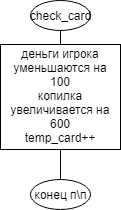 check_card
деньги игрока
уменьшаются на
100
копилка
увеличивается на
600
temp_card++
конец п\п